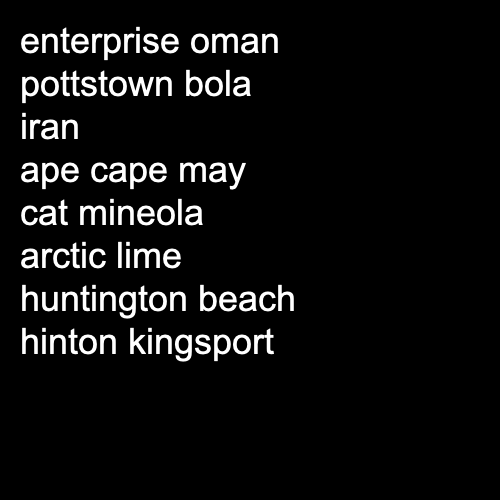 enterprise oman
pottstown bola
iran
ape cape may
cat mineola
arctic lime
huntington beach
hinton kingsport